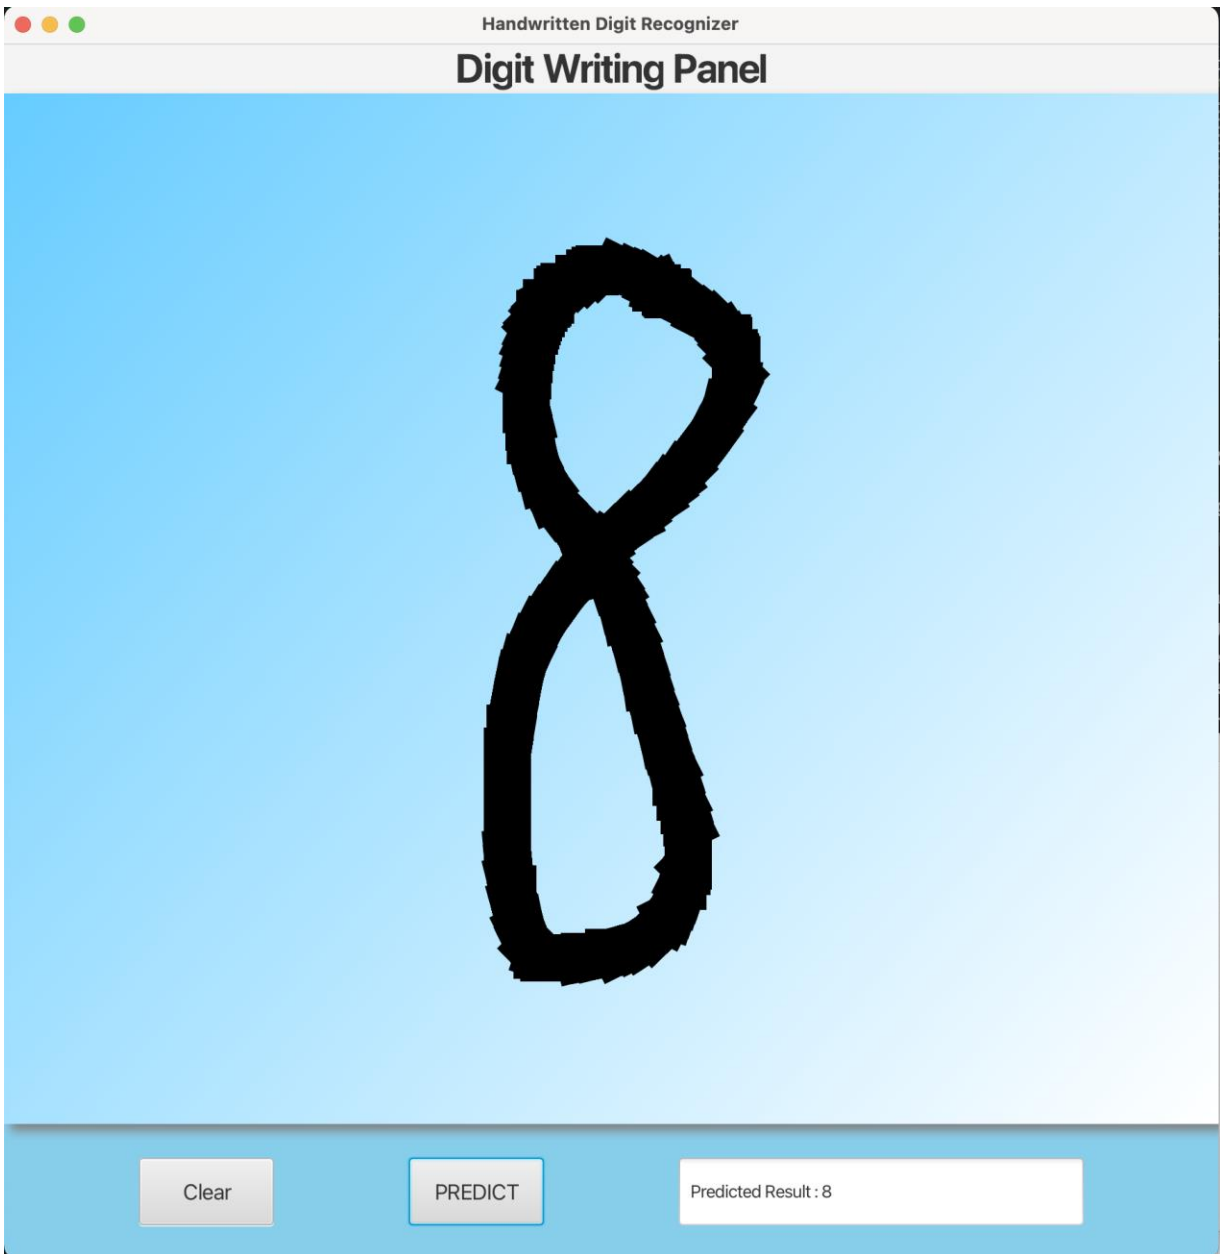 Handwritten Digit Recognizer
Digit Writing Panel
8
Clear
PREDICT
Predicted Result : 8